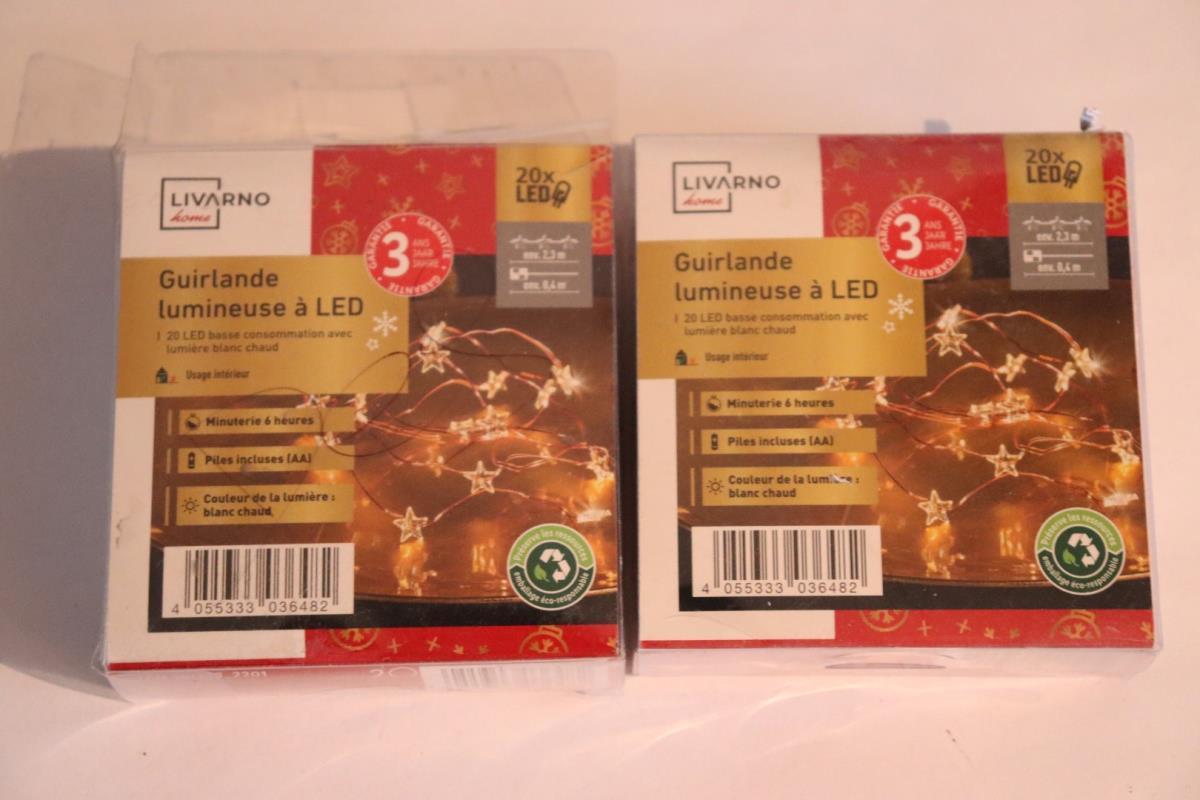 LIVARNO
home
20x
LED
GARANTIE
3
ANS
JAAR
JAHRE
GARANTIE
env. 2,3 m
env. 0,4 m
Guirlande
lumineuse à LED
20 LED basse consommation avec
lumière blanc chaud
Usage intérieur
Minuterie 6 heures
Piles incluses (AA)
Couleur de la lumière :
blanc chaud
Préserve les ressources
emballage éco-responsable
4 055333 036482
2201
LIVARNO
home
20x
LED
GARANTIE
3
ANS
JAAR
JAHRE
GARANTIE
env. 2,3 m
env. 0,4 m
Guirlande
lumineuse à LED
20 LED basse consommation avec
lumière blanc chaud
Usage intérieur
Minuterie 6 heures
Piles incluses (AA)
Couleur de la lumière :
blanc chaud
Préserve les ressources
emballage éco-responsable
4 055333 036482